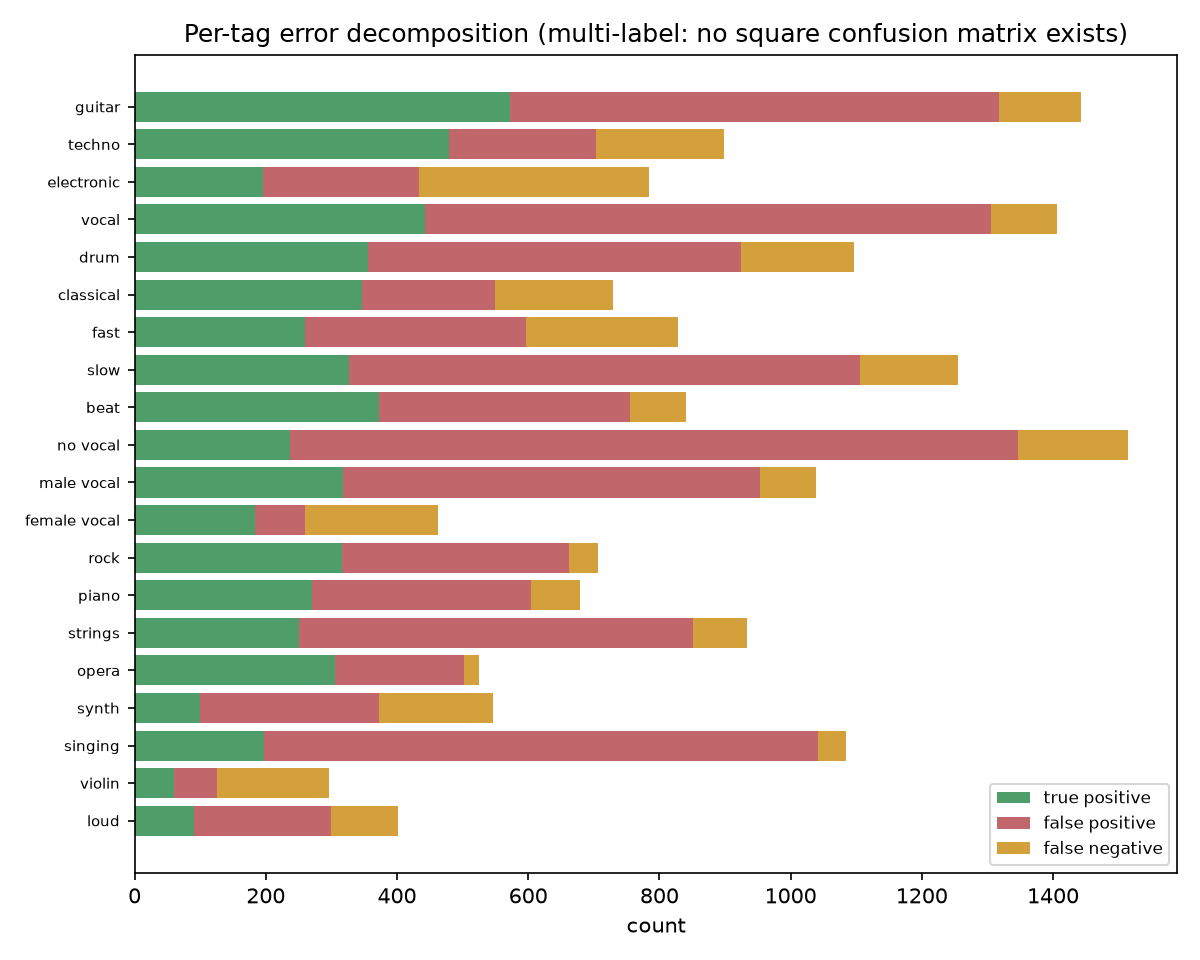 Per-tag error decomposition (multi-label: no square confusion matrix exists)
guitar
techno
electronic
vocal
drum
classical
fast
slow
beat
no vocal
male vocal
female vocal
rock
piano
strings
opera
synth
singing
violin
loud
true positive
false positive
false negative
0 200 400 600 800 1000 1200 1400
count